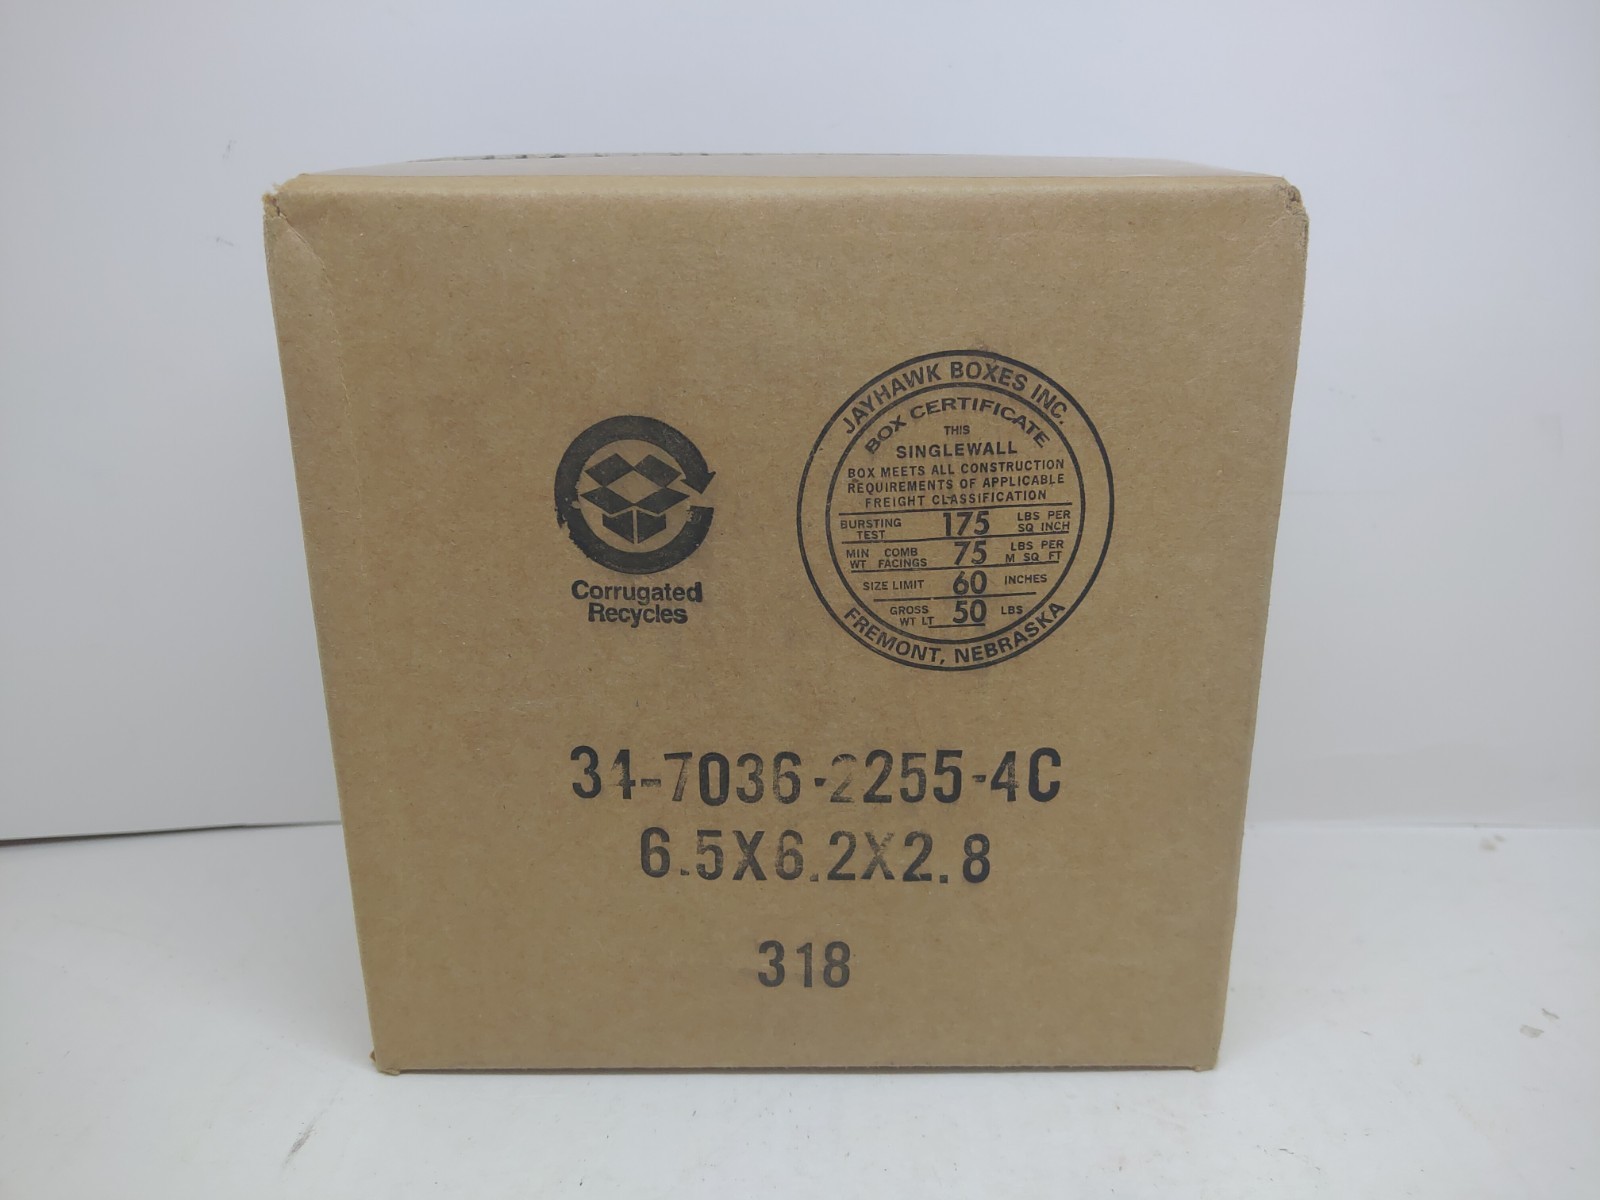 Corrugated
Recycles
JAYHAWK BOXES INC.
BOX CERTIFICATE
THIS
SINGLEWALL
BOX MEETS ALL CONSTRUCTION
REQUIREMENTS OF APPLICABLE
FREIGHT CLASSIFICATION
BURSTING TEST 175 LBS PER SQ INCH
MIN COMB WT FACINGS 75 LBS PER M SQ FT
SIZE LIMIT 60 INCHES
GROSS WT LT 50 LBS
FREMONT, NEBRASKA
34-7036-2255-4C
6.5X6.2X2.8
318